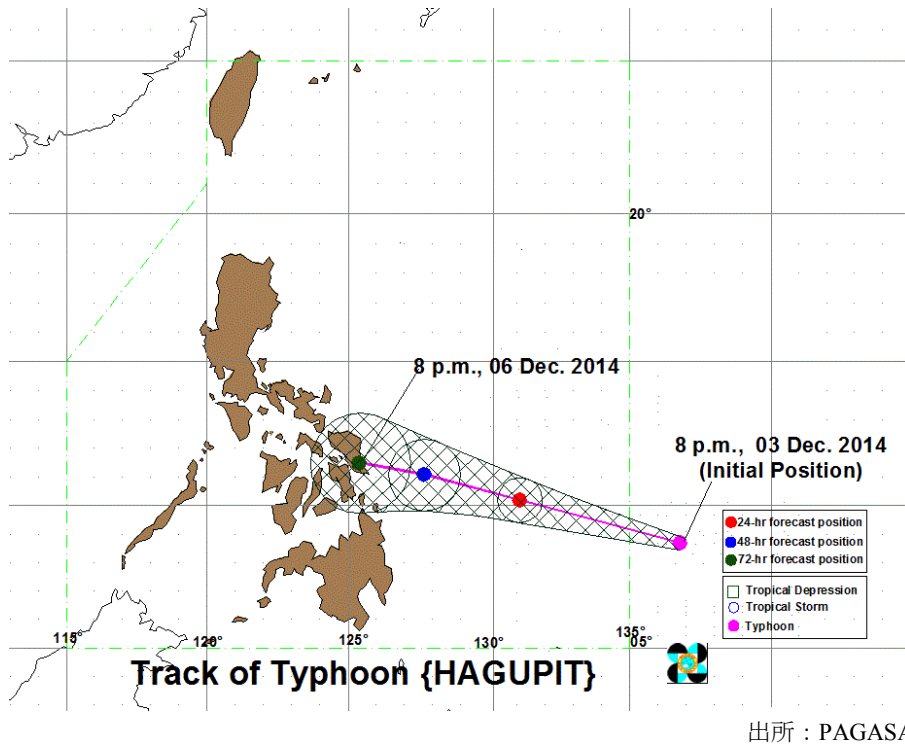 20°
8 p.m., 06 Dec. 2014
8 p.m., 03 Dec. 2014
(Initial Position)
24-hr forecast position
48-hr forecast position
72-hr forecast position
Tropical Depression
Tropical Storm
Typhoon
115° 120° 125° 130° 135°
05°
Track of Typhoon {HAGUPIT}
出所：PAGASA